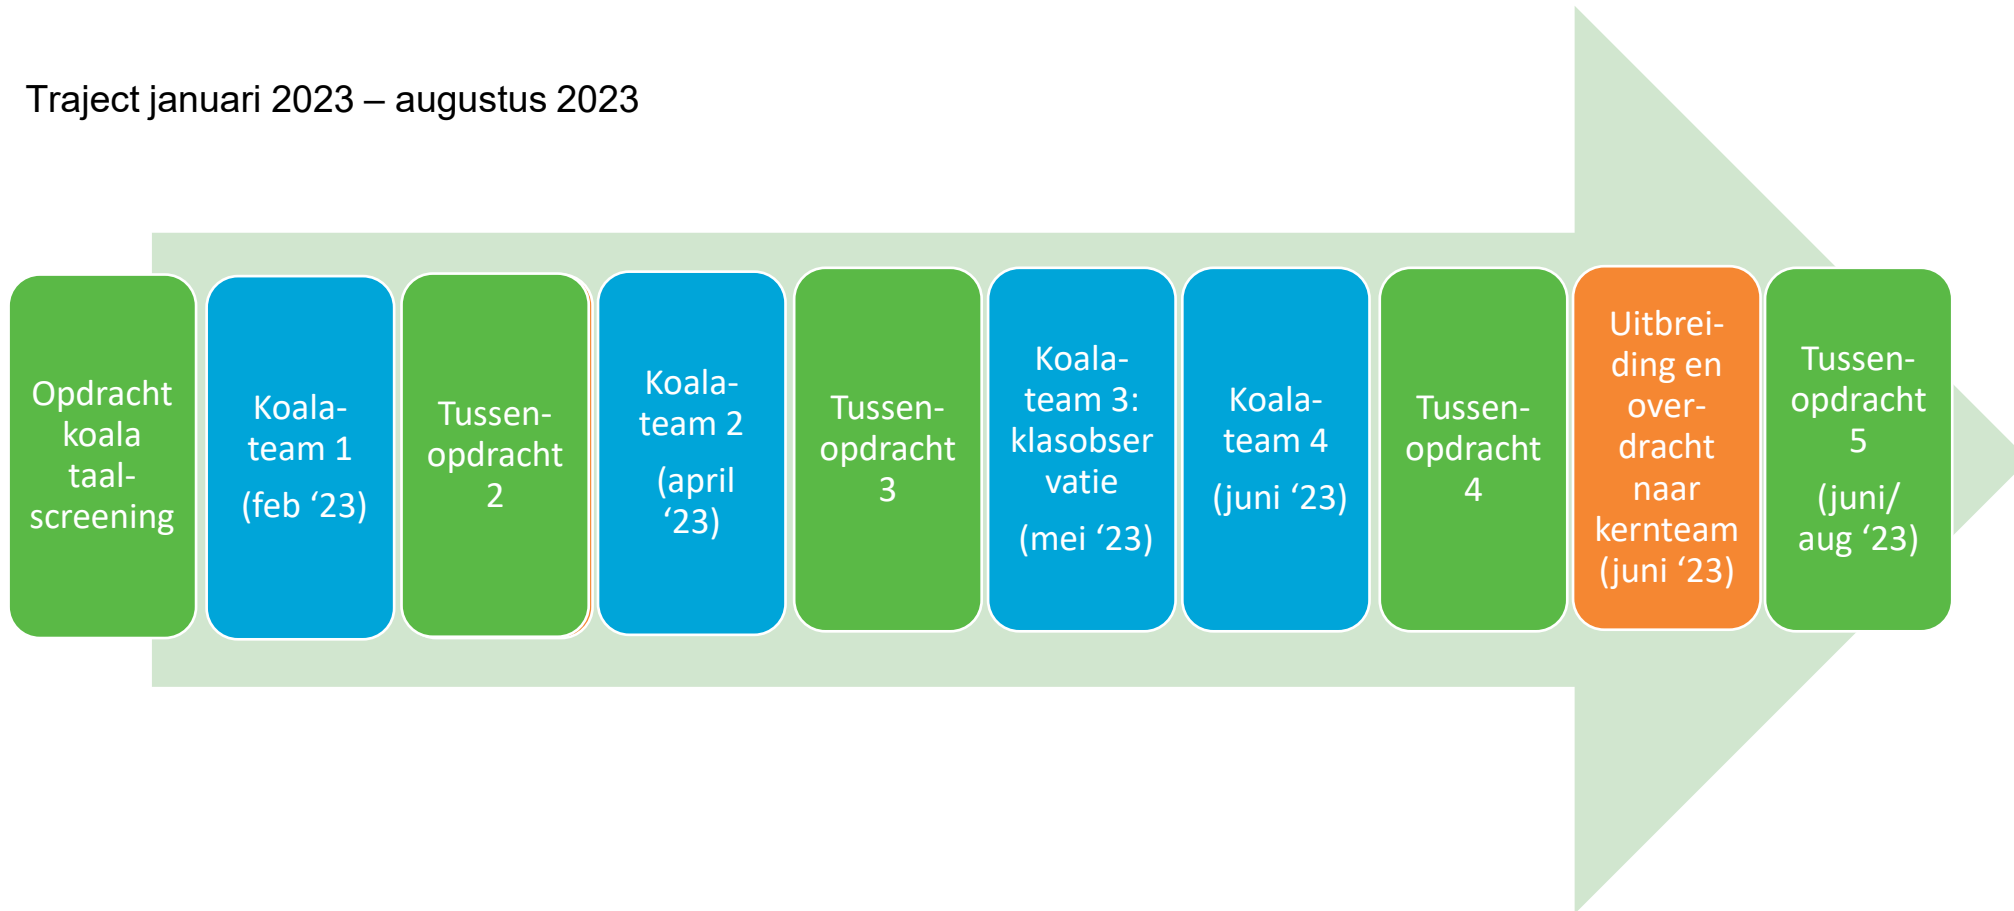 Traject januari 2023 – augustus 2023
Opdracht
koala
taal-
screening
Koala-
team 1
(feb ‘23)
Tussen-
opdracht
2
Koala-
team 2
(april
‘23)
Tussen-
opdracht
3
Koala-
team 3:
klasobser
vatie
(mei ‘23)
Koala-
team 4
(juni ‘23)
Tussen-
opdracht
4
Uitbrei-
ding en
over-
dracht
naar
kernteam
(juni ‘23)
Tussen-
opdracht
5
(juni/
aug ‘23)